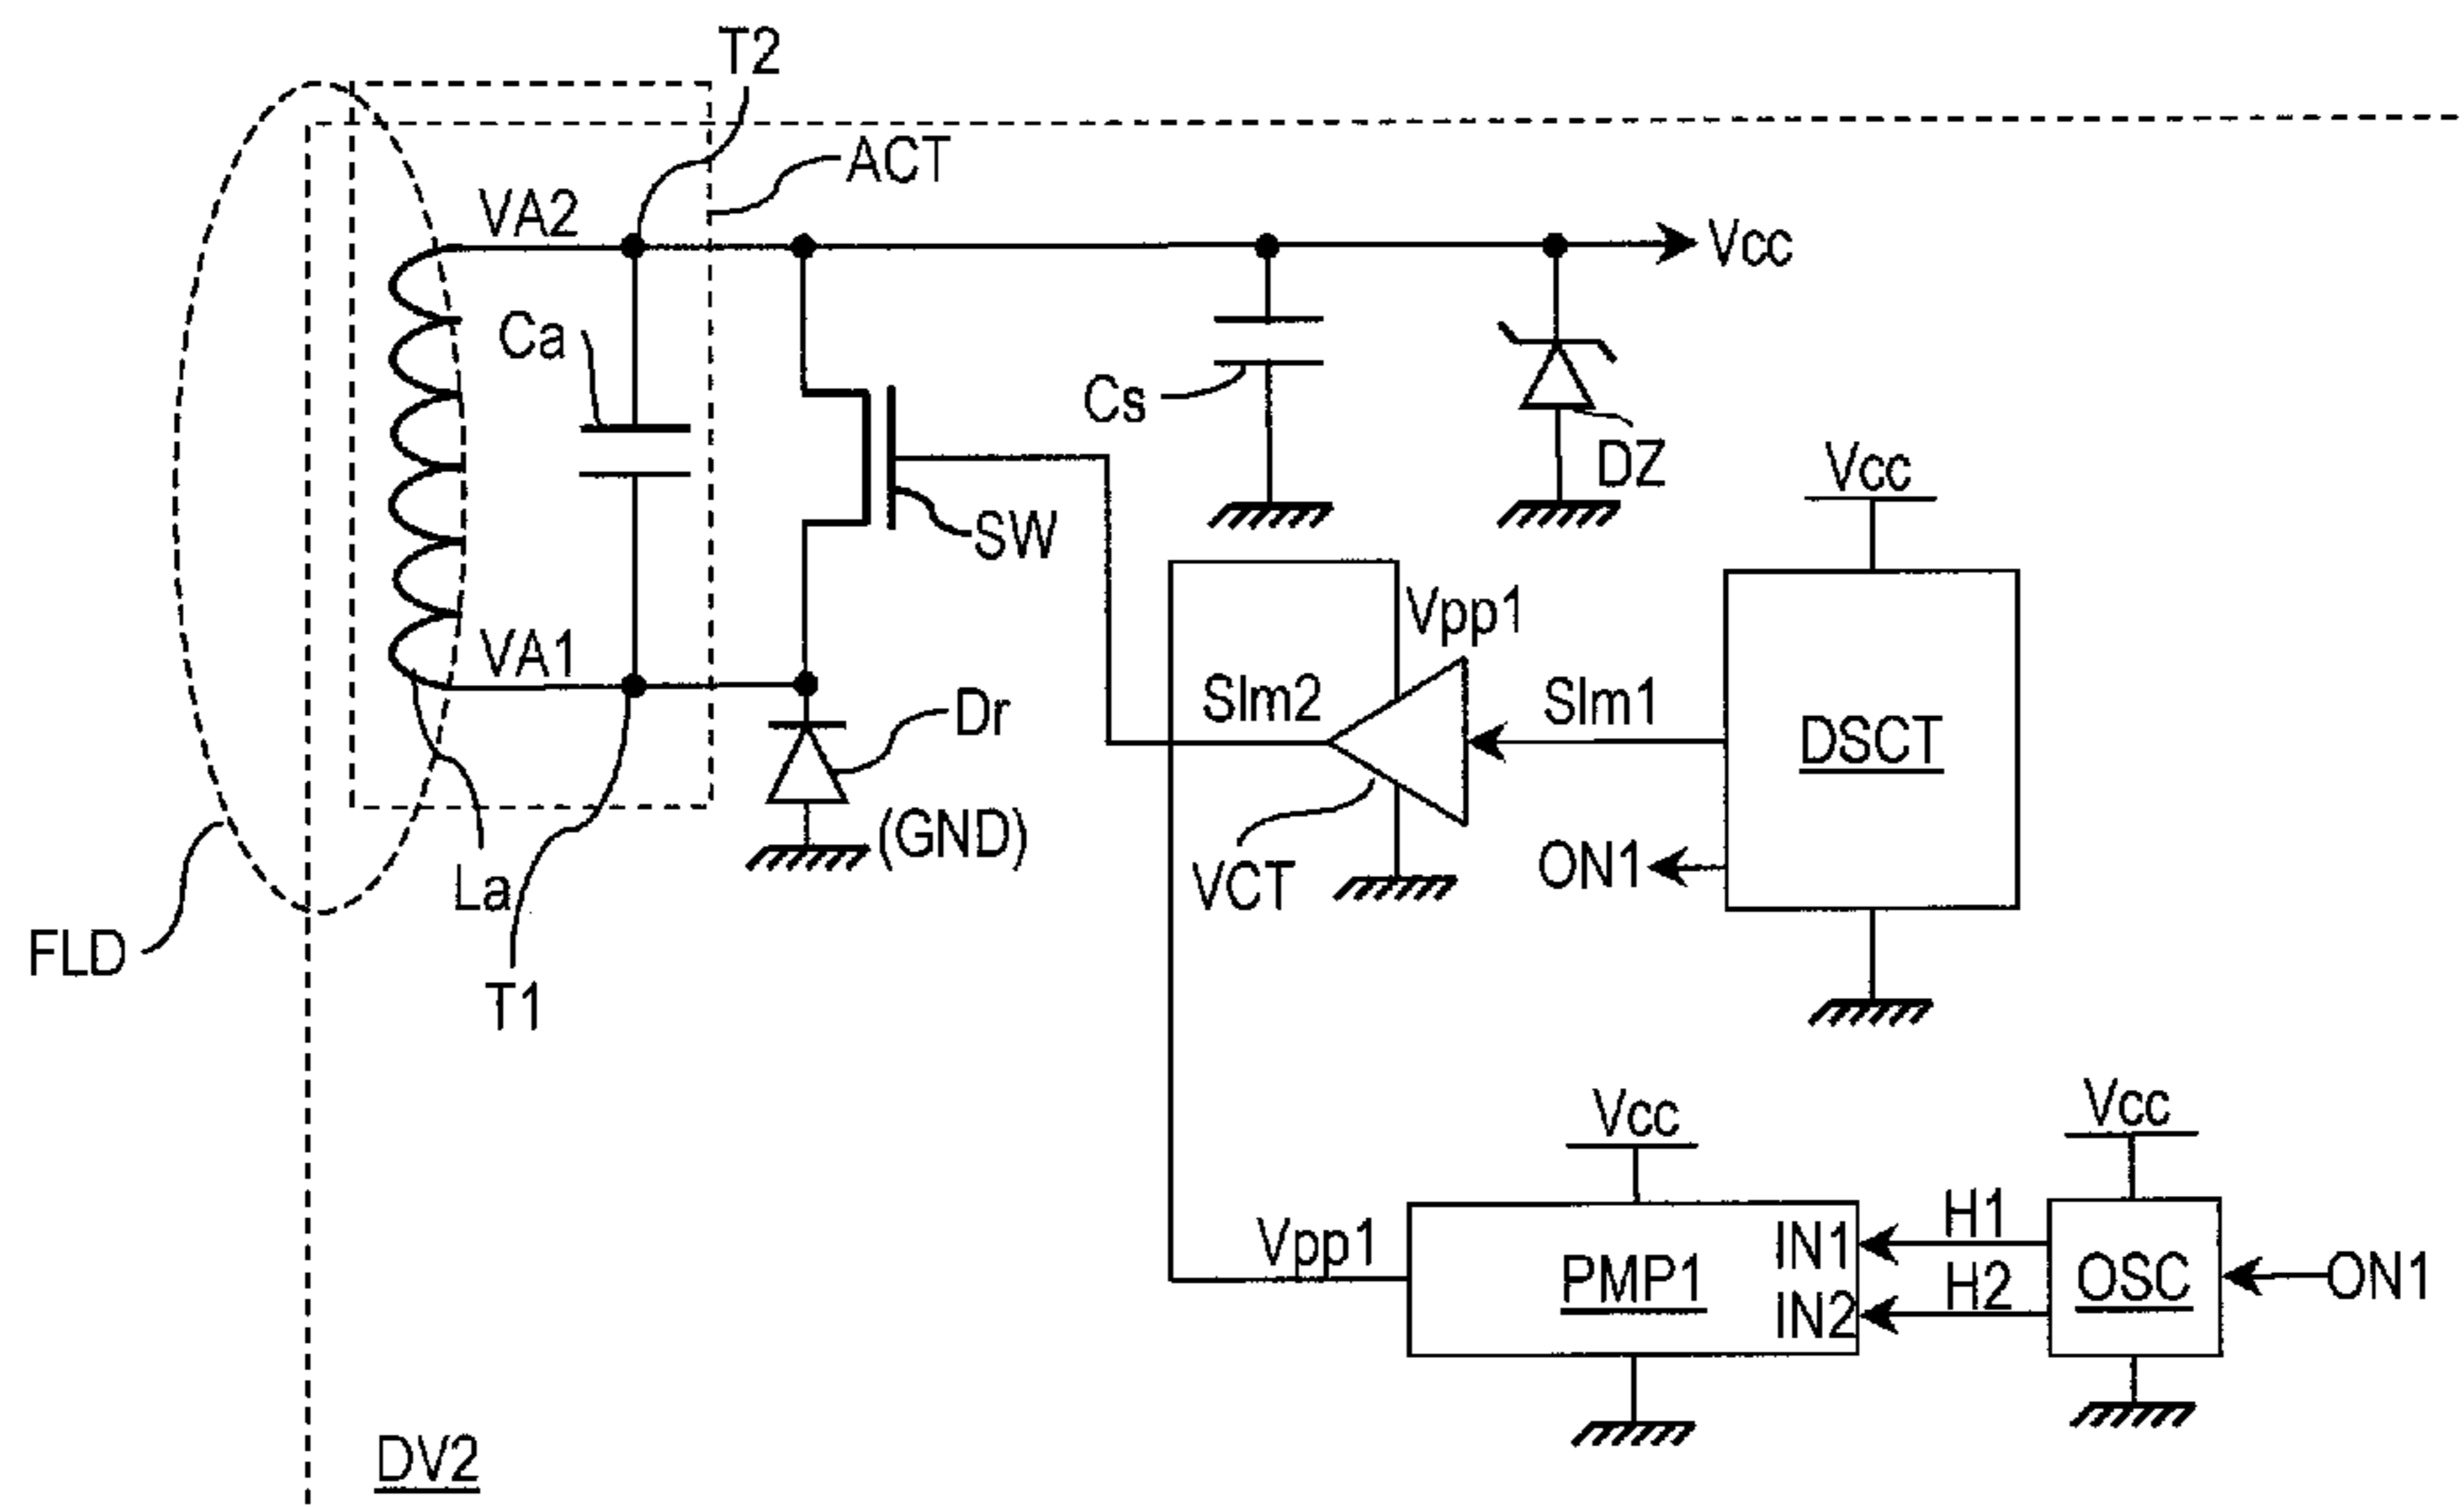 T2
ACT
VA2
Vcc
Ca
Cs
DZ
Vcc
SW
Vpp1
VA1
Slm2
Slm1
Dr
DSCT
(GND)
ON1
VCT
La
FLD
T1
Vcc
Vcc
H1
Vpp1
IN1
PMP1
OSC
ON1
H2
IN2
DV2